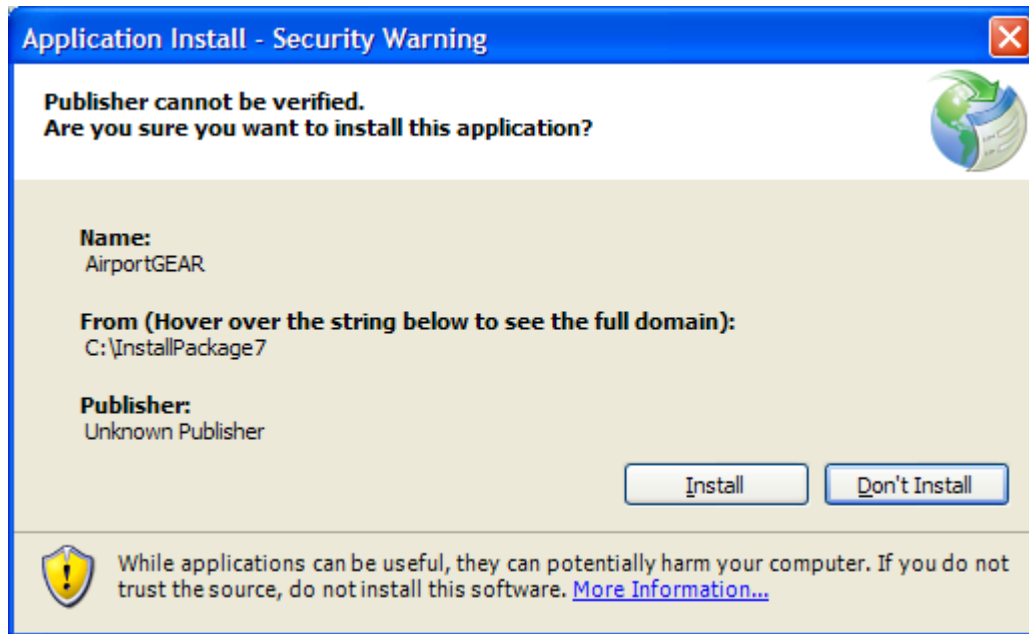 Application Install - Security Warning
Publisher cannot be verified.
Are you sure you want to install this application?
Name:
AirportGEAR
From (Hover over the string below to see the full domain):
C:\InstallPackage7
Publisher:
Unknown Publisher
Install
Don't Install
While applications can be useful, they can potentially harm your computer. If you do not
trust the source, do not install this software. More Information...